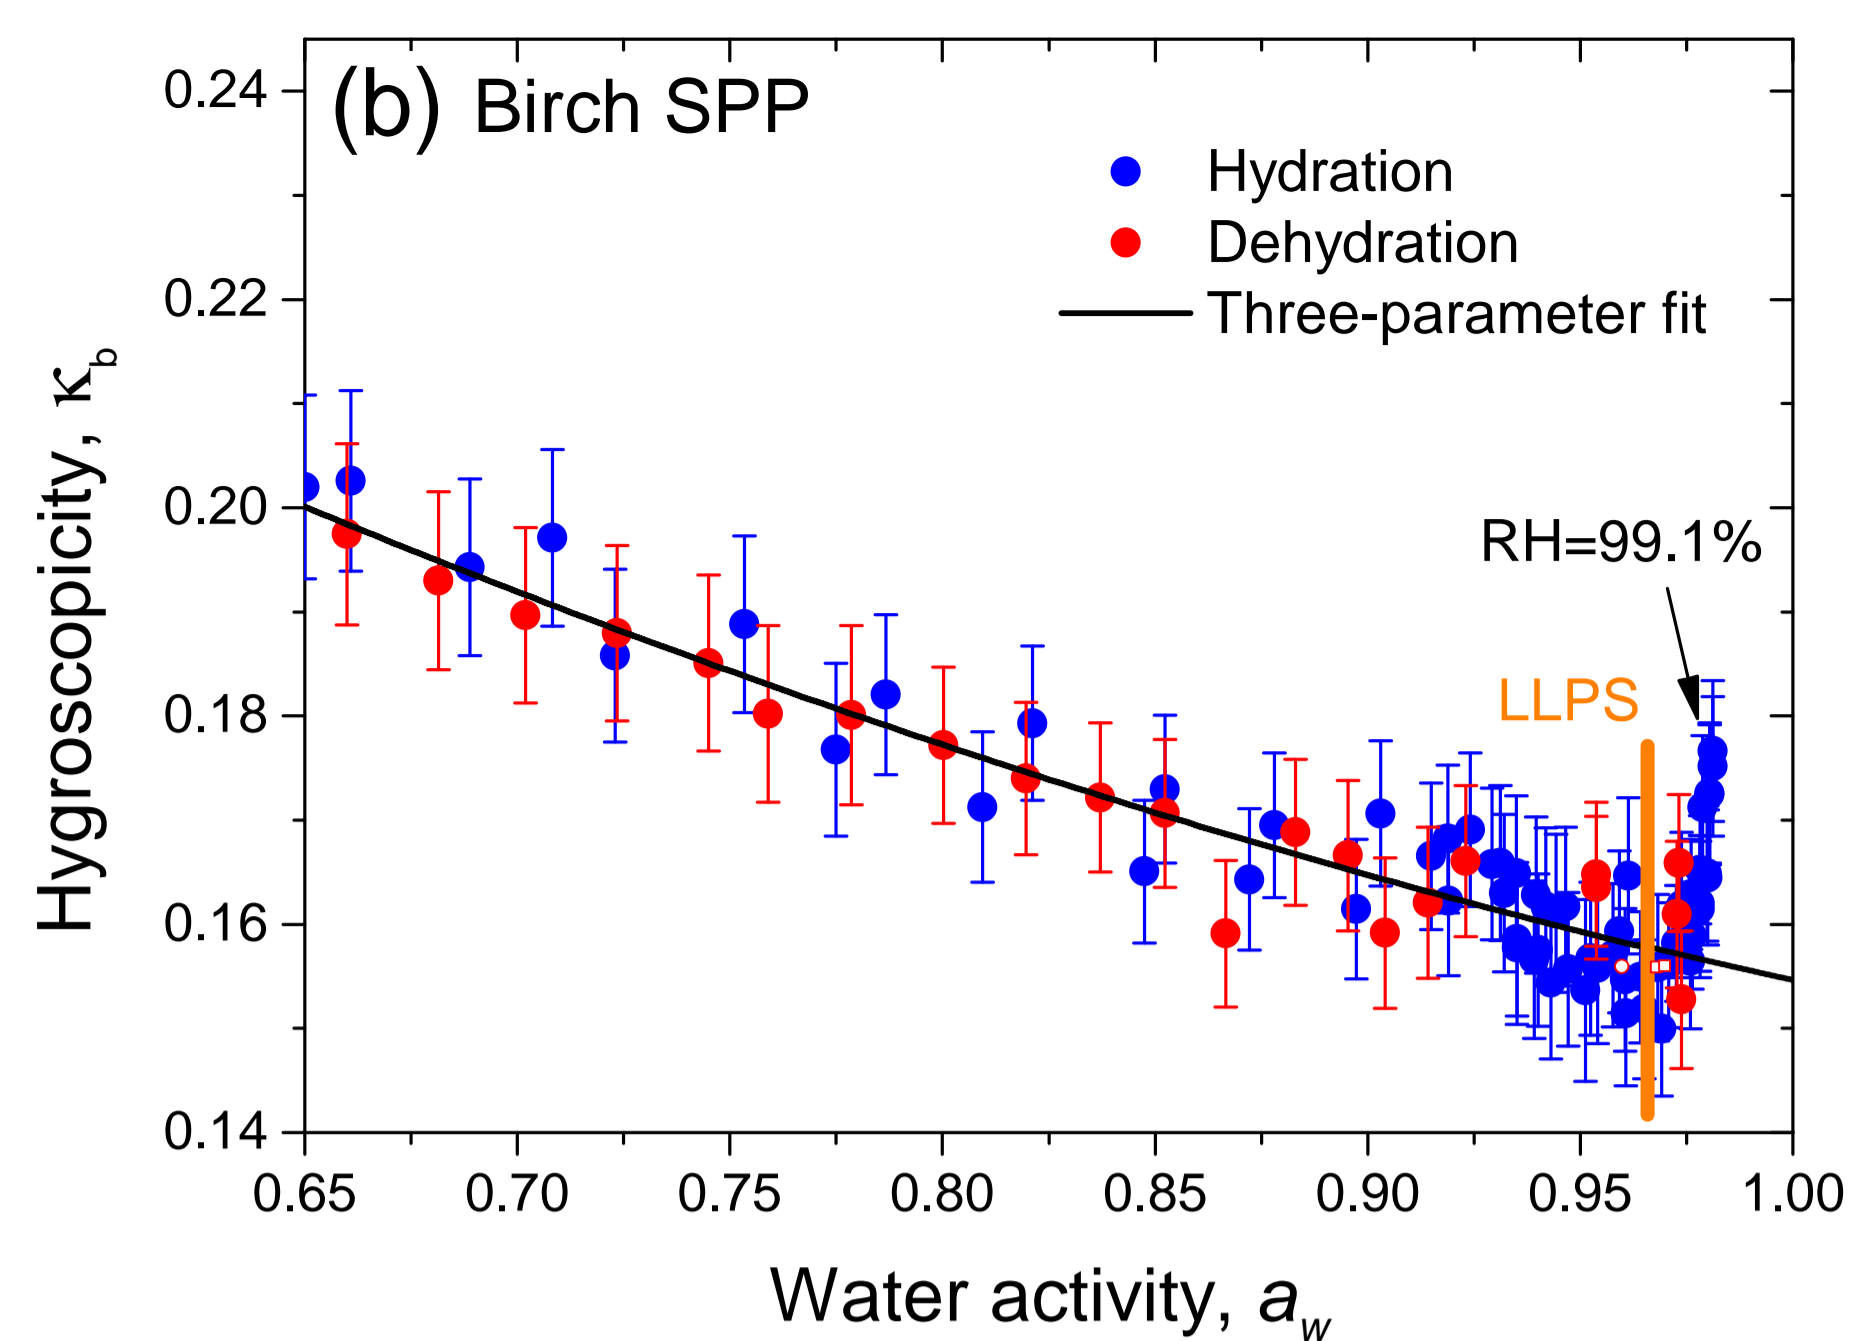 (b) Birch SPP
Hydration
Dehydration
Three-parameter fit
RH=99.1%
LLPS
Hygroscopicity, κb
0.24
0.22
0.20
0.18
0.16
0.14
0.65 0.70 0.75 0.80 0.85 0.90 0.95 1.00
Water activity, aw